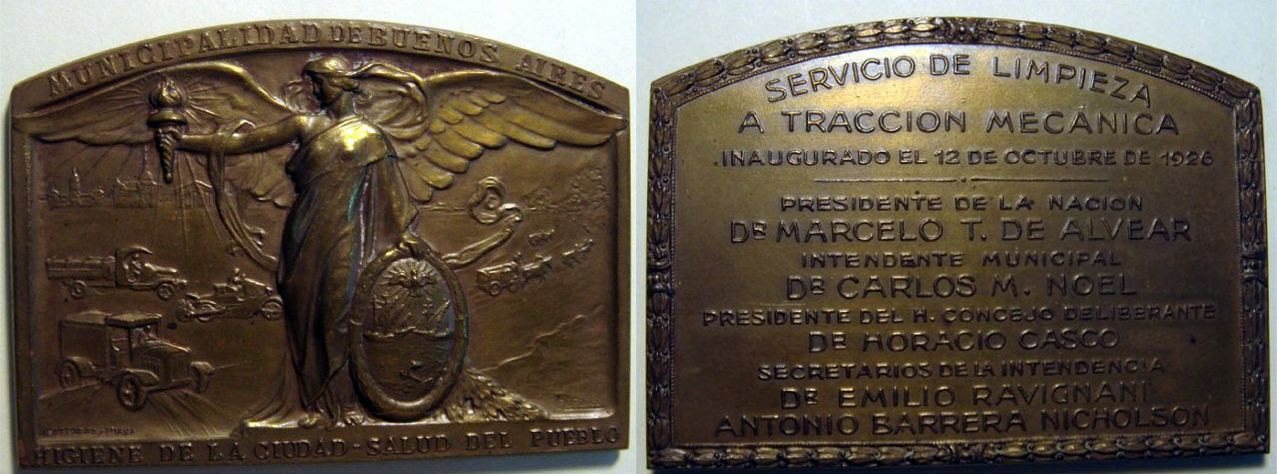 MUNICIPALIDAD DE BUENOS AIRES
HIGIENE DE LA CIUDAD - SALUD DEL PUEBLO
SERVICIO DE LIMPIEZA
A TRACCION MECÁNICA
INAUGURADO EL 12 DE OCTUBRE DE 1926
PRESIDENTE DE LA NACION
DR MARCELO T. DE ALVEAR
INTENDENTE MUNICIPAL
DR CARLOS M. NOEL
PRESIDENTE DEL H. CONCEJO DELIBERANTE
DR HORACIO CASCO
SECRETARIOS DE LA INTENDENCIA
DR EMILIO RAVIGNANI
ANTONIO BARRERA NICHOLSON